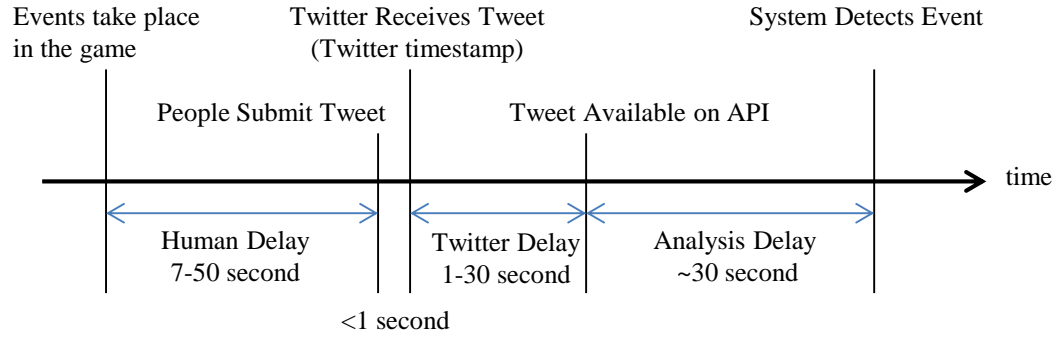 Events take place
in the game
Twitter Receives Tweet
(Twitter timestamp)
System Detects Event
People Submit Tweet
Tweet Available on API
time
Human Delay
7-50 second
Twitter Delay
1-30 second
Analysis Delay
~30 second
<1 second